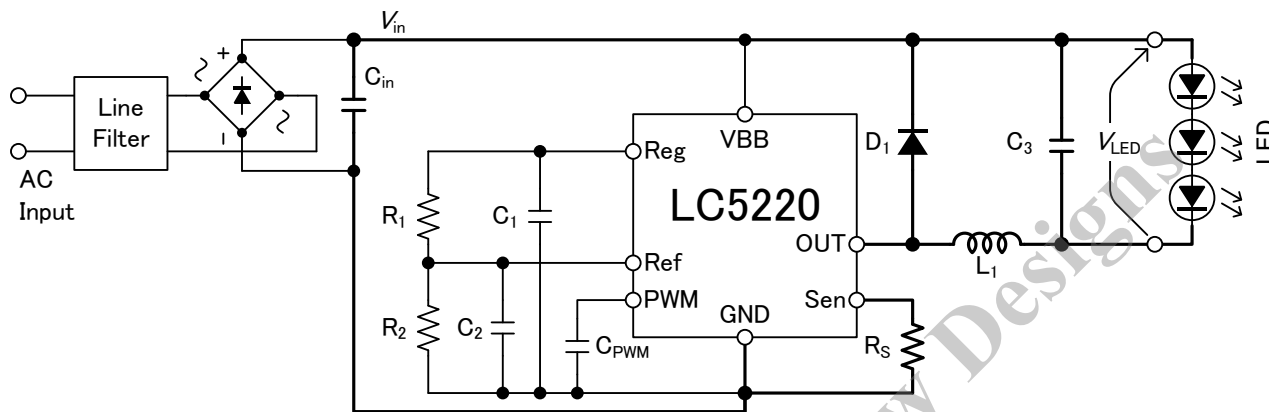 Vin
+
Cin
~
~
−
Line
Filter
AC
Input
VBB
Reg
R1
C1
LC5220
D1
C3
VLED
LED
OUT
L1
Ref
PWM
R2
C2
CPWM
GND
Sen
RS
w Designs